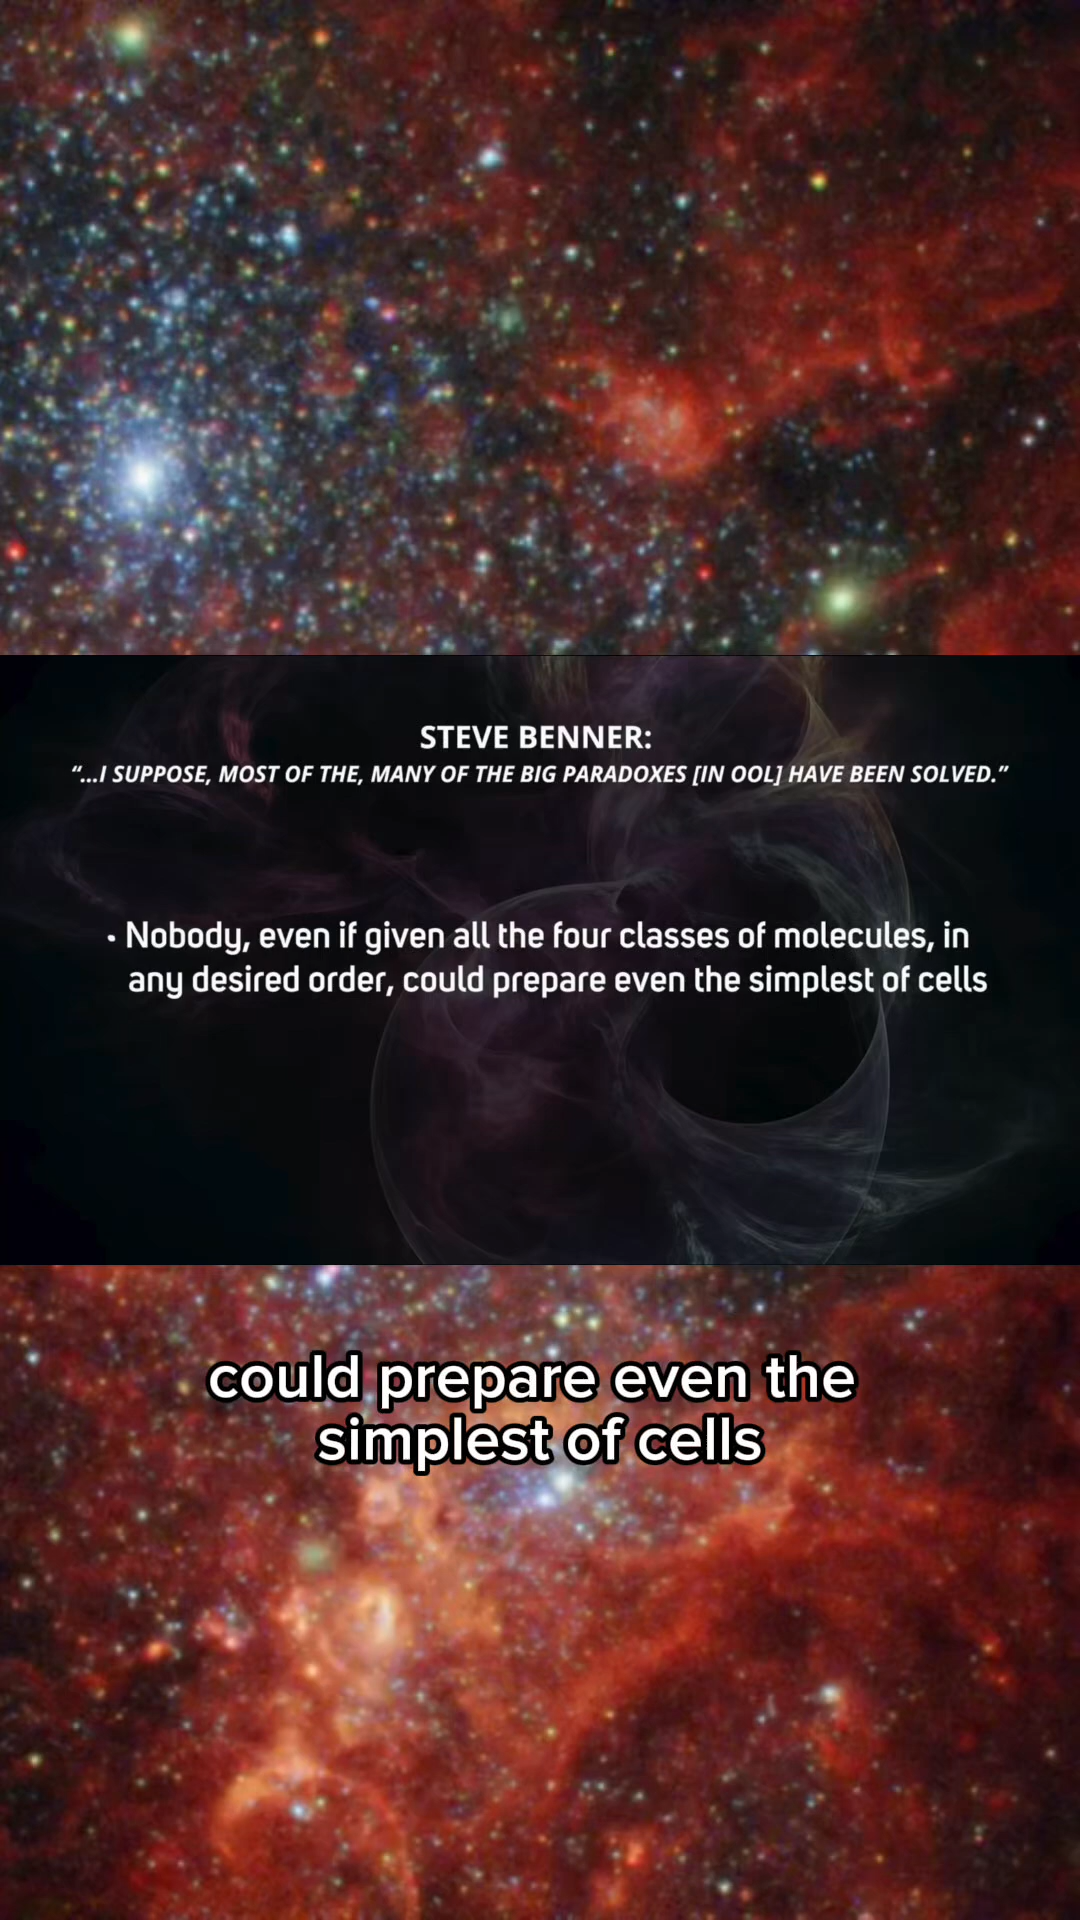 STEVE BENNER:
“...I SUPPOSE, MOST OF THE, MANY OF THE BIG PARADOXES [IN OOL] HAVE BEEN SOLVED.”
• Nobody, even if given all the four classes of molecules, in
any desired order, could prepare even the simplest of cells
could prepare even the
simplest of cells